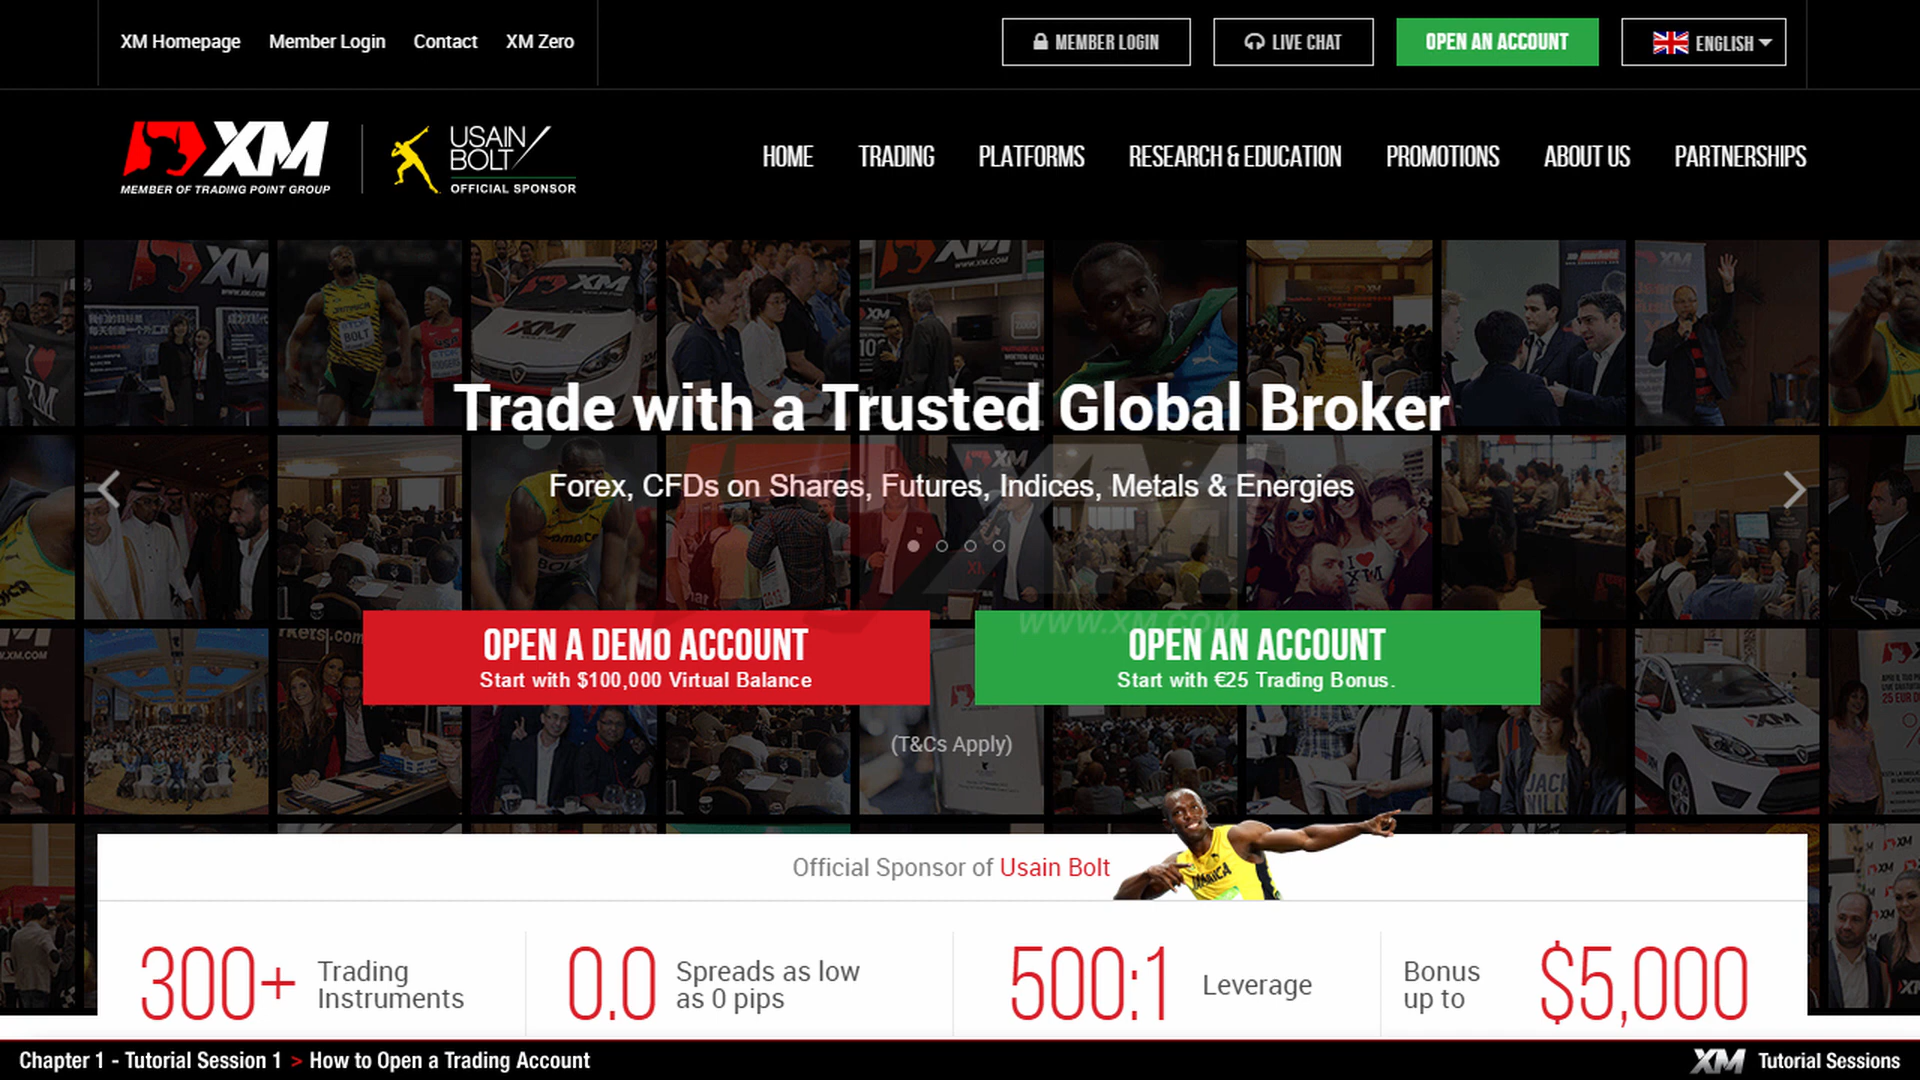 XM Homepage
Member Login
Contact
XM Zero
MEMBER LOGIN
LIVE CHAT
OPEN AN ACCOUNT
ENGLISH
XM
MEMBER OF TRADING POINT GROUP
USAIN
BOLT
OFFICIAL SPONSOR
HOME
TRADING
PLATFORMS
RESEARCH & EDUCATION
PROMOTIONS
ABOUT US
PARTNERSHIPS
Trade with a Trusted Global Broker
Forex, CFDs on Shares, Futures, Indices, Metals & Energies
XM
WWW.XM.COM
OPEN A DEMO ACCOUNT
Start with $100,000 Virtual Balance
OPEN AN ACCOUNT
Start with €25 Trading Bonus.
(T&Cs Apply)
Official Sponsor of Usain Bolt
300+
Trading
Instruments
0.0
Spreads as low
as 0 pips
500:1
Leverage
Bonus
up to
$5,000
Chapter 1 - Tutorial Session 1 > How to Open a Trading Account
XM Tutorial Sessions